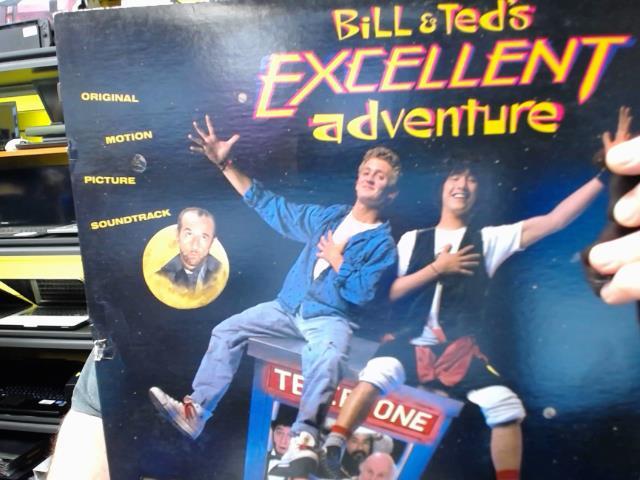 BiLL & Ted's
EXCELLENT
adventure
ORIGINAL
MOTION
PICTURE
SOUNDTRACK